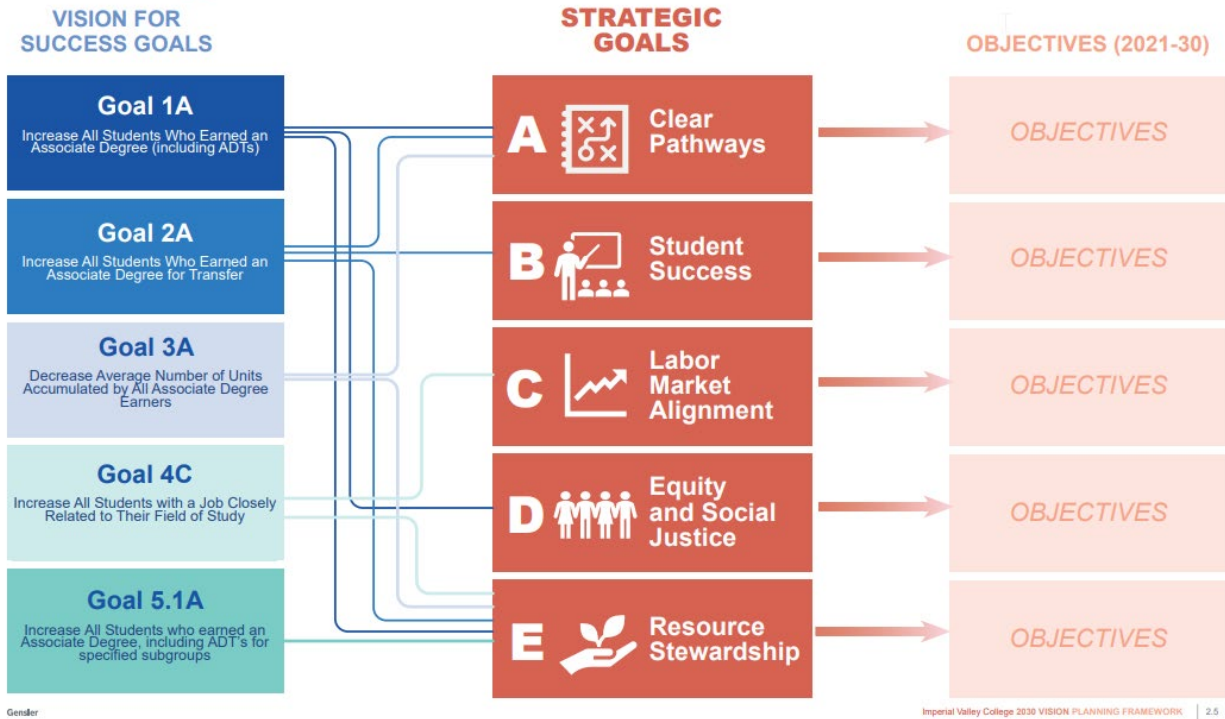 VISION FOR
SUCCESS GOALS
STRATEGIC
GOALS
OBJECTIVES (2021-30)
Goal 1A
Increase All Students Who Earned an
Associate Degree (including ADTs)
Goal 2A
Increase All Students Who Earned an
Associate Degree for Transfer
Goal 3A
Decrease Average Number of Units
Accumulated by All Associate Degree
Earners
Goal 4C
Increase All Students with a Job Closely
Related to Their Field of Study
Goal 5.1A
Increase All Students who earned an
Associate Degree, including ADT's for
specified subgroups
A
Clear
Pathways
B
Student
Success
C
Labor
Market
Alignment
D
Equity
and Social
Justice
E
Resource
Stewardship
OBJECTIVES
OBJECTIVES
OBJECTIVES
OBJECTIVES
OBJECTIVES
Gensler
Imperial Valley College 2030 VISION PLANNING FRAMEWORK | 2.5